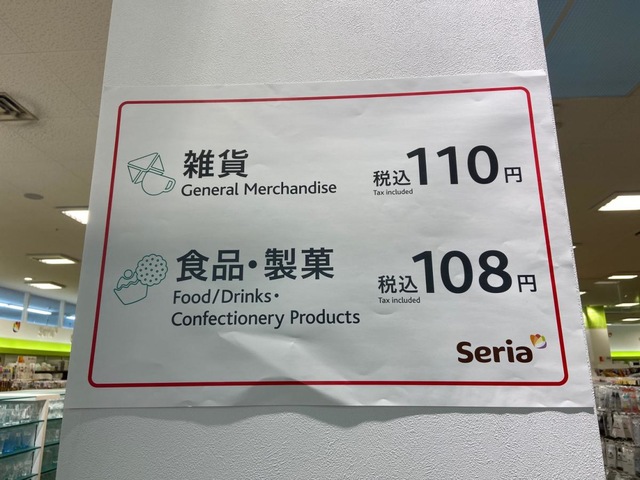 雑貨
General Merchandise
税込110円
Tax included
食品・製菓
Food/Drinks・
Confectionery Products
税込108円
Tax included
Seria